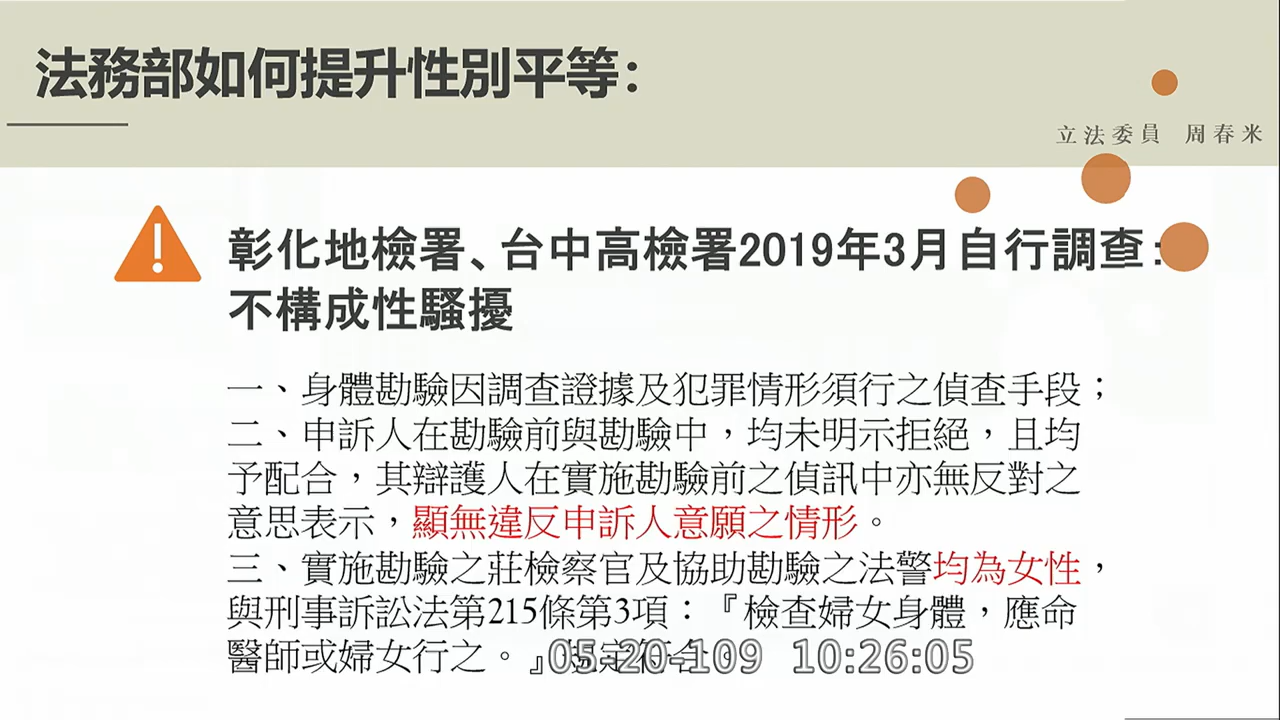 法務部如何提升性別平等:
立法委員 周春米
彰化地檢署、台中高檢署2019年3月自行調查:
不構成性騷擾
一、身體勘驗因調查證據及犯罪情形須行之偵查手段；
二、申訴人在勘驗前與勘驗中，均未明示拒絕，且均
予配合，其辯護人在實施勘驗前之偵訊中亦無反對之
意思表示，顯無違反申訴人意願之情形。
三、實施勘驗之莊檢察官及協助勘驗之法警均為女性，
與刑事訴訟法第215條第3項：『檢查婦女身體，應命
醫師或婦女行之。』
05-20-109 10:26:05